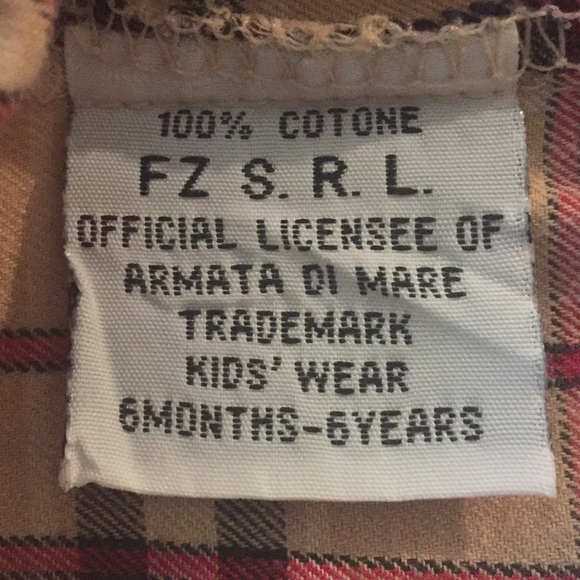 100% COTONE
FZ S. R. L.
OFFICIAL LICENSEE OF
ARMATA DI MARE
TRADEMARK
KIDS' WEAR
6MONTHS-6YEARS